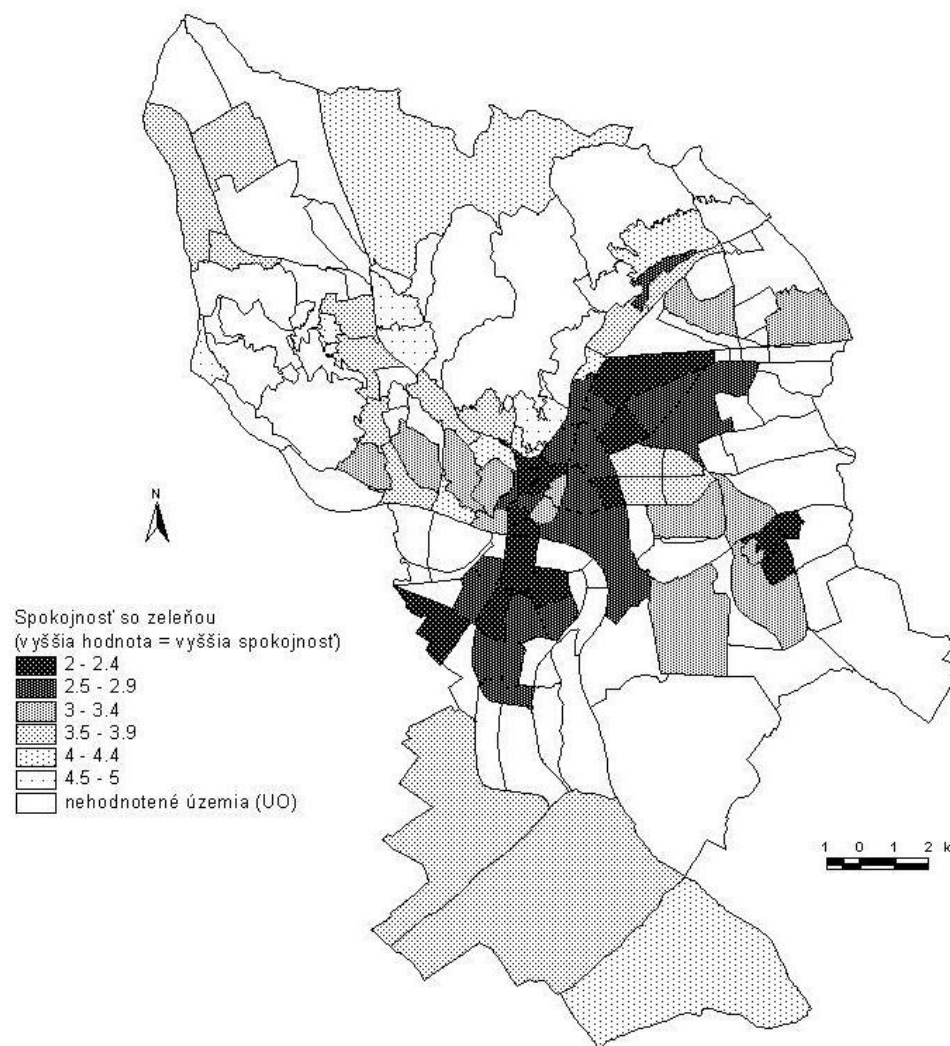 N
Spokojnosť so zeleňou
(vyššia hodnota = vyššia spokojnosť)
2 - 2.4
2.5 - 2.9
3 - 3.4
3.5 - 3.9
4 - 4.4
4.5 - 5
nehodnotené územia (UO)
1 0 1 2 k